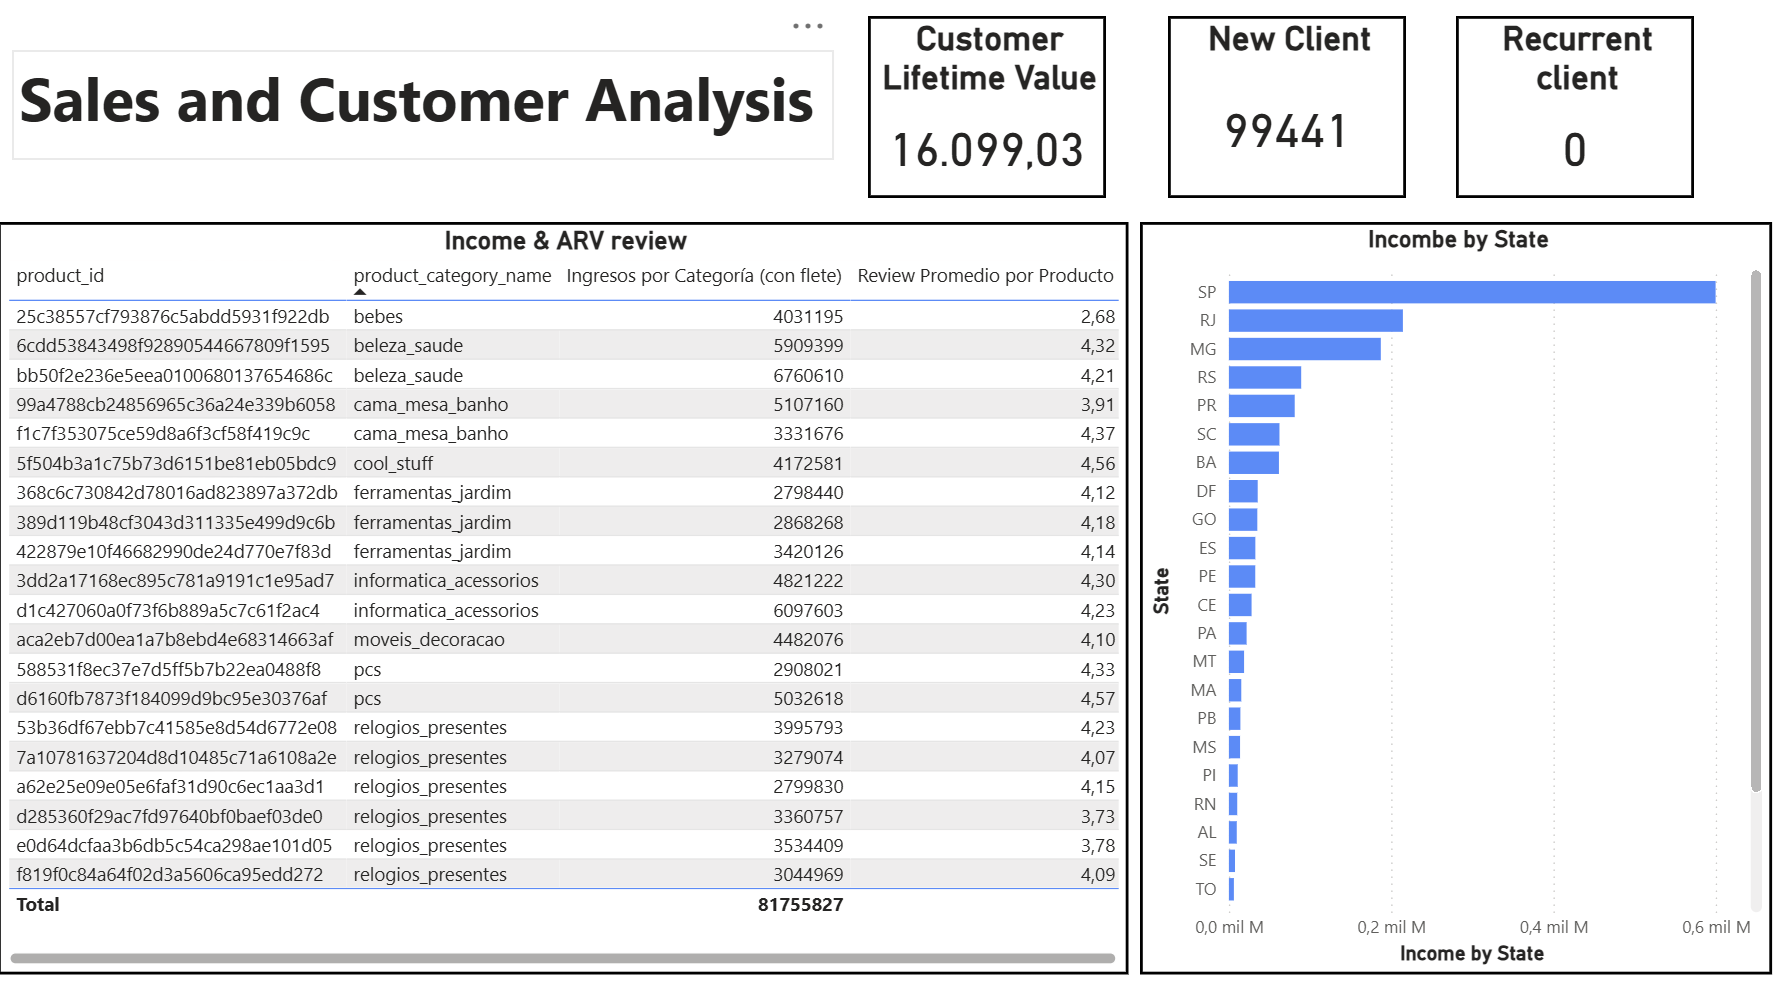 Sales and Customer Analysis
Customer
Lifetime Value
16.099,03
New Client
99441
Recurrent
client
0
Income & ARV review
product_id product_category_name Ingresos por Categoría (con flete) Review Promedio por Producto
25c38557cf793876c5abdd5931f922db bebes 4031195 2,68
6cdd53843498f92890544667809f1595 beleza_saude 5909399 4,32
bb50f2e236e5eea0100680137654686c beleza_saude 6760610 4,21
99a4788cb24856965c36a24e339b6058 cama_mesa_banho 5107160 3,91
f1c7f353075ce59d8a6f3cf58f419c9c cama_mesa_banho 3331676 4,37
5f504b3a1c75b73d6151be81eb05bdc9 cool_stuff 4172581 4,56
368c6c730842d78016ad823897a372db ferramentas_jardim 2798440 4,12
389d119b48cf3043d311335e499d9c6b ferramentas_jardim 2868268 4,18
422879e10f46682990de24d770e7f83d ferramentas_jardim 3420126 4,14
3dd2a17168ec895c781a9191c1e95ad7 informatica_acessorios 4821222 4,30
d1c427060a0f73f6b889a5c7c61f2ac4 informatica_acessorios 6097603 4,23
aca2eb7d00ea1a7b8ebd4e68314663af moveis_decoracao 4482076 4,10
588531f8ec37e7d5ff5b7b22ea0488f8 pcs 2908021 4,33
d6160fb7873f184099d9bc95e30376af pcs 5032618 4,57
53b36df67ebb7c41585e8d54d6772e08 relogios_presentes 3995793 4,23
7a10781637204d8d10485c71a6108a2e relogios_presentes 3279074 4,07
a62e25e09e05e6faf31d90c6ec1aa3d1 relogios_presentes 2799830 4,15
d285360f29ac7fd97640bf0baef03de0 relogios_presentes 3360757 3,73
e0d64dcfaa3b6db5c54ca298ae101d05 relogios_presentes 3534409 3,78
f819f0c84a64f02d3a5606ca95edd272 relogios_presentes 3044969 4,09
Total 81755827
Incombe by State
State
SP
RJ
MG
RS
PR
SC
BA
DF
GO
ES
PE
CE
PA
MT
MA
PB
MS
PI
RN
AL
SE
TO
0,0 mil M 0,2 mil M 0,4 mil M 0,6 mil M
Income by State